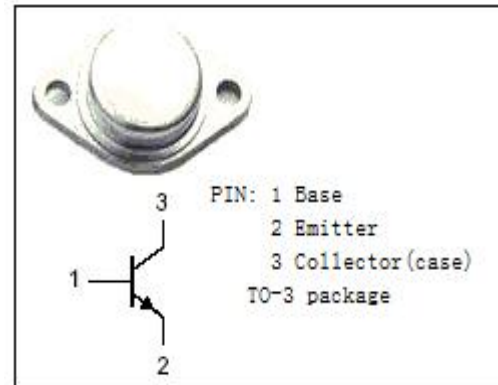 3
PIN: 1 Base
2 Emitter
3 Collector(case)
1
TO-3 package
2